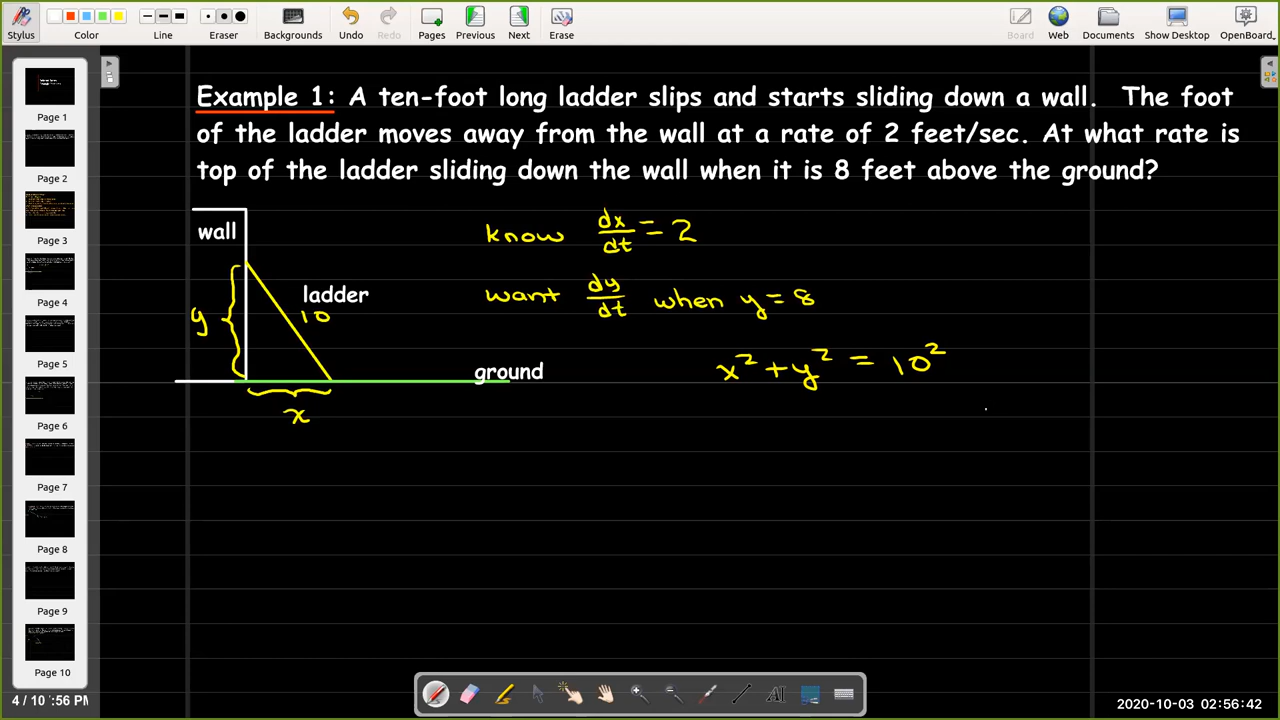 Stylus
Color
Line
Eraser
Backgrounds
Undo
Redo
Pages
Previous
Next
Erase
Board
Web
Documents
Show Desktop
OpenBoard
Page 1
Page 2
Page 3
Page 4
Page 5
Page 6
Page 7
Page 8
Page 9
Page 10
Example 1: A ten-foot long ladder slips and starts sliding down a wall. The foot
of the ladder moves away from the wall at a rate of 2 feet/sec. At what rate is
top of the ladder sliding down the wall when it is 8 feet above the ground?
wall
know dx/dt = 2
ladder
10
want dy/dt when y = 8
y
x² + y² = 10²
ground
x
4 / 10
:56 PM
AI
2020-10-03 02:56:42